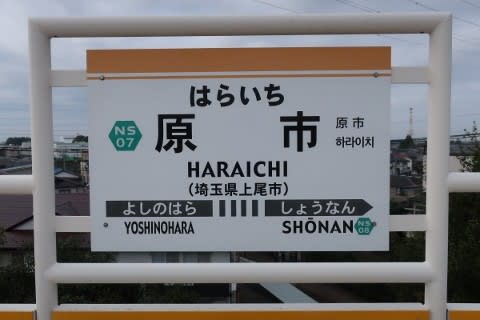 はらいち
NS
07
原市
原市
하라이치
HARAICHI
(埼玉県上尾市)
よしのはら しょうなん
YOSHINOHARA SHŌNAN NS
08